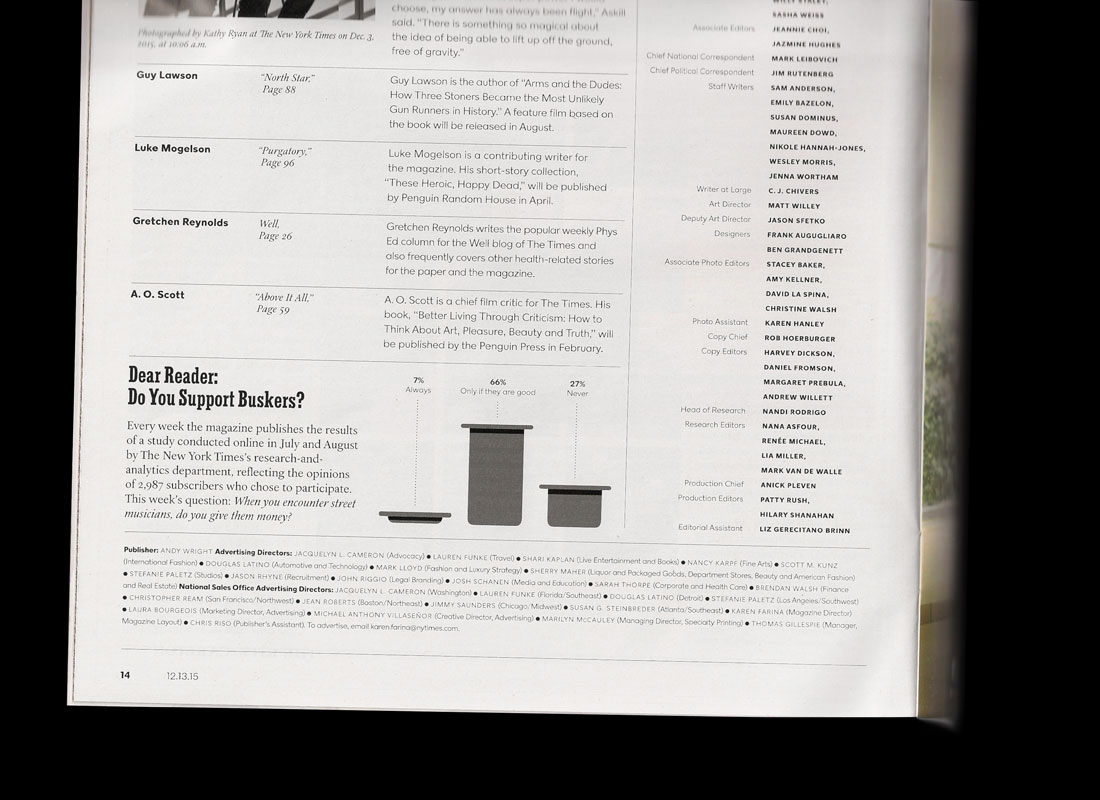 Photographed by Kathy Ryan at The New York Times on Dec. 3,
2015, at 10:06 a.m.
choose, my answer has always been flight," Askill
said. "There is something so magical about
the idea of being able to lift up off the ground,
free of gravity."
Guy Lawson
"North Star,"
Page 88
Guy Lawson is the author of "Arms and the Dudes:
How Three Stoners Became the Most Unlikely
Gun Runners in History." A feature film based on
the book will be released in August.
Luke Mogelson
"Purgatory,"
Page 96
Luke Mogelson is a contributing writer for
the magazine. His short-story collection,
"These Heroic, Happy Dead," will be published
by Penguin Random House in April.
Gretchen Reynolds
Well,
Page 26
Gretchen Reynolds writes the popular weekly Phys
Ed column for the Well blog of The Times and
also frequently covers other health-related stories
for the paper and the magazine.
A. O. Scott
"Above It All,"
Page 59
A. O. Scott is a chief film critic for The Times. His
book, "Better Living Through Criticism: How to
Think About Art, Pleasure, Beauty and Truth," will
be published by the Penguin Press in February.
Dear Reader:
Do You Support Buskers?
Every week the magazine publishes the results
of a study conducted online in July and August
by The New York Times's research-and-
analytics department, reflecting the opinions
of 2,987 subscribers who chose to participate.
This week's question: When you encounter street
musicians, do you give them money?
7%
Always
66%
Only if they are good
27%
Never
SASHA WEISS
Associate Editors JEANNIE CHOI,
JAZMINE HUGHES
Chief National Correspondent MARK LEIBOVICH
Chief Political Correspondent JIM RUTENBERG
Staff Writers SAM ANDERSON,
EMILY BAZELON,
SUSAN DOMINUS,
MAUREEN DOWD,
NIKOLE HANNAH-JONES,
WESLEY MORRIS,
JENNA WORTHAM
Writer at Large C. J. CHIVERS
Art Director MATT WILLEY
Deputy Art Director JASON SFETKO
Designers FRANK AUGUGLIARO
BEN GRANDGENETT
Associate Photo Editors STACEY BAKER,
AMY KELLNER,
DAVID LA SPINA,
CHRISTINE WALSH
Photo Assistant KAREN HANLEY
Copy Chief ROB HOERBURGER
Copy Editors HARVEY DICKSON,
DANIEL FROMSON,
MARGARET PREBULA,
ANDREW WILLETT
Head of Research NANDI RODRIGO
Research Editors NANA ASFOUR,
RENÉE MICHAEL,
LIA MILLER,
MARK VAN DE WALLE
Production Chief ANICK PLEVEN
Production Editors PATTY RUSH,
HILARY SHANAHAN
Editorial Assistant LIZ GERECITANO BRINN
Publisher: ANDY WRIGHT Advertising Directors: JACQUELYN L. CAMERON (Advocacy) ● LAUREN FUNKE (Travel) ● SHARI KAPLAN (Live Entertainment and Books) ● NANCY KARPF (Fine Arts) ● SCOTT M. KUNZ
(International Fashion) ● DOUGLAS LATINO (Automotive and Technology) ● MARK LLOYD (Fashion and Luxury Strategy) ● SHERRY MAHER (Liquor and Packaged Goods, Department Stores, Beauty and American Fashion)
● STEFANIE PALETZ (Studios) ● JASON RHYNE (Recruitment) ● JOHN RIGGIO (Legal Branding) ● JOSH SCHANEN (Media and Education) ● SARAH THORPE (Corporate and Health Care) ● BRENDAN WALSH (Finance
and Real Estate) National Sales Office Advertising Directors: JACQUELYN L. CAMERON (Washington) ● LAUREN FUNKE (Florida/Southeast) ● DOUGLAS LATINO (Detroit) ● STEFANIE PALETZ (Los Angeles/Southwest)
● CHRISTOPHER REAM (San Francisco/Northwest) ● JEAN ROBERTS (Boston/Northeast) ● JIMMY SAUNDERS (Chicago/Midwest) ● SUSAN G. STEINBREDER (Atlanta/Southeast) ● KAREN FARINA (Magazine Director)
● LAURA BOURGEOIS (Marketing Director, Advertising) ● MICHAEL ANTHONY VILLASEÑOR (Creative Director, Advertising) ● MARILYN McCAULEY (Managing Director, Specialty Printing) ● THOMAS GILLESPIE (Manager,
Magazine Layout) ● CHRIS RISO (Publisher's Assistant). To advertise, email karen.farina@nytimes.com.
14 12.13.15